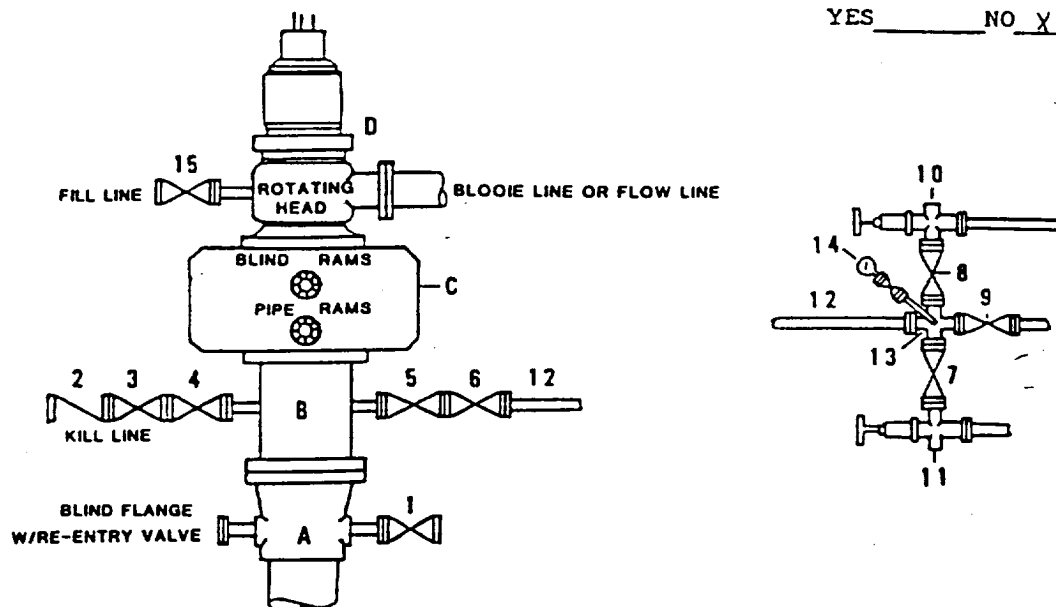 YES NO X
D
15
FILL LINE
ROTATING HEAD
BLOOIE LINE OR FLOW LINE
BLIND RAMS
C
PIPE RAMS
2 3 4
KILL LINE
B
5 6 12
BLIND FLANGE
W/RE-ENTRY VALVE
A
1
10
14
8
12
9
13
7
11